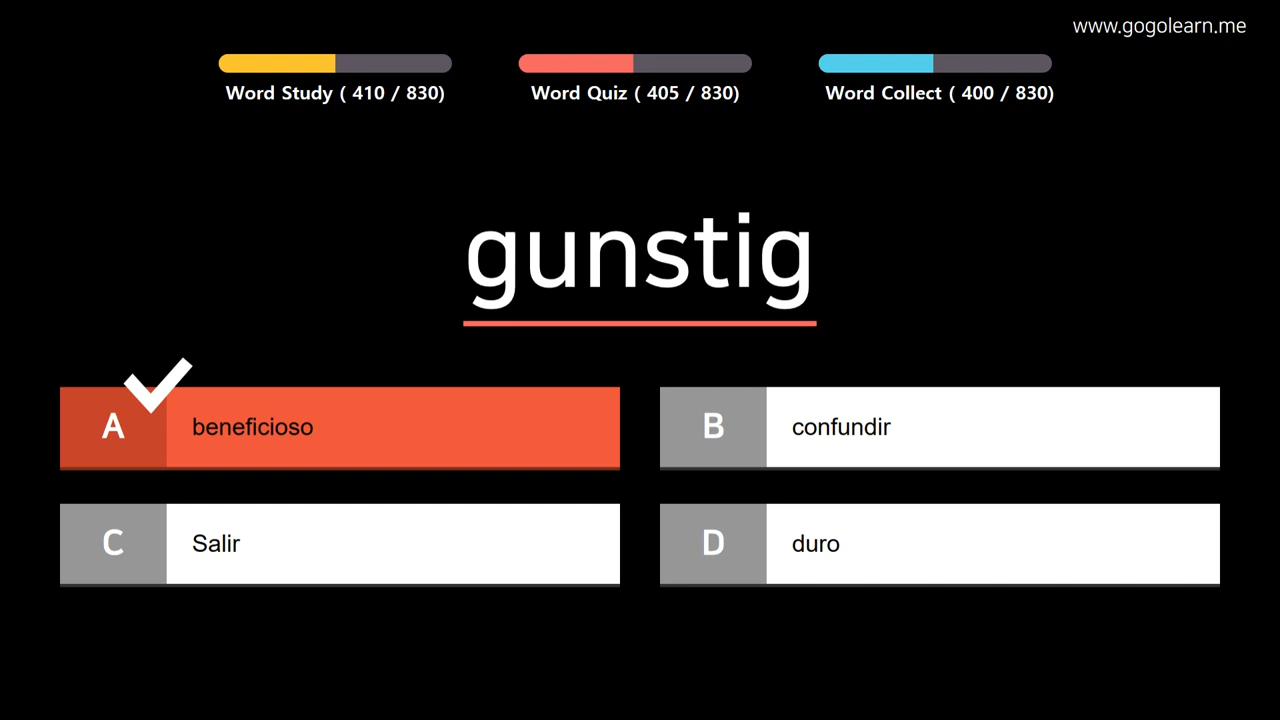 www.gogolearn.me
Word Study ( 410 / 830)
Word Quiz ( 405 / 830)
Word Collect ( 400 / 830)
gunstig
A beneficioso
B confundir
C Salir
D duro